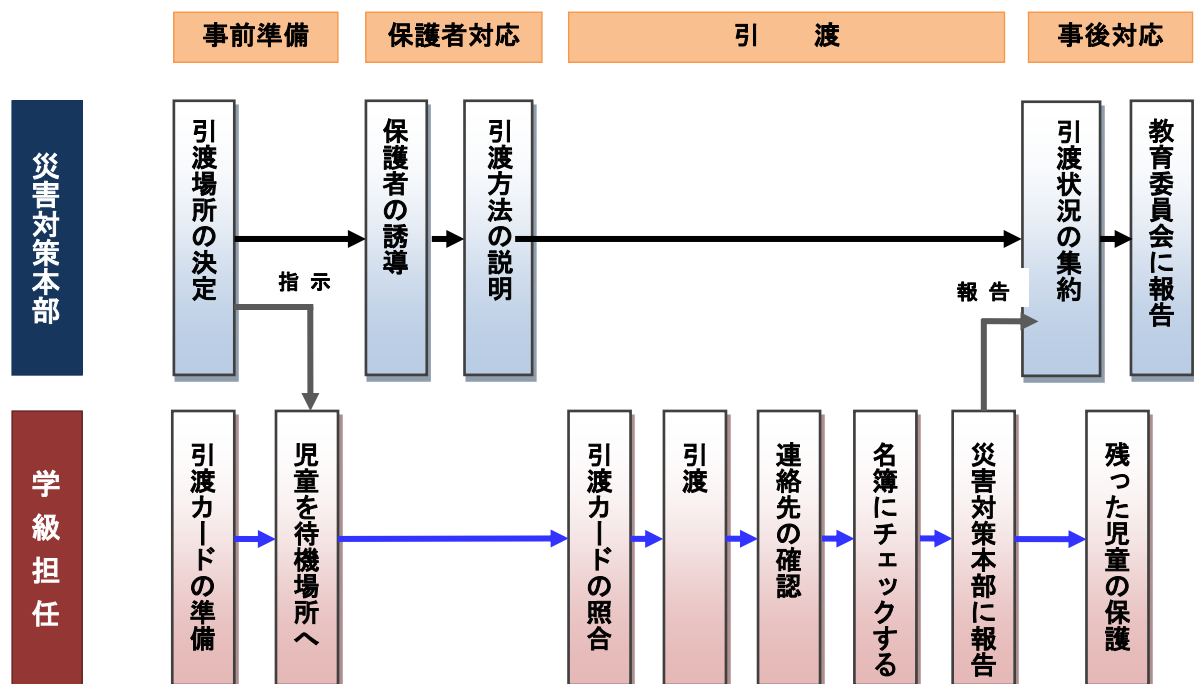 事前準備
保護者対応
引　　渡
事後対応
災害対策本部
引渡場所の決定
保護者の誘導
引渡方法の説明
引渡状況の集約
教育委員会に報告
指 示
報 告
学級担任
引渡カードの準備
児童を待機場所へ
引渡カードの照合
引渡
連絡先の確認
名簿にチェックする
災害対策本部に報告
残った児童の保護